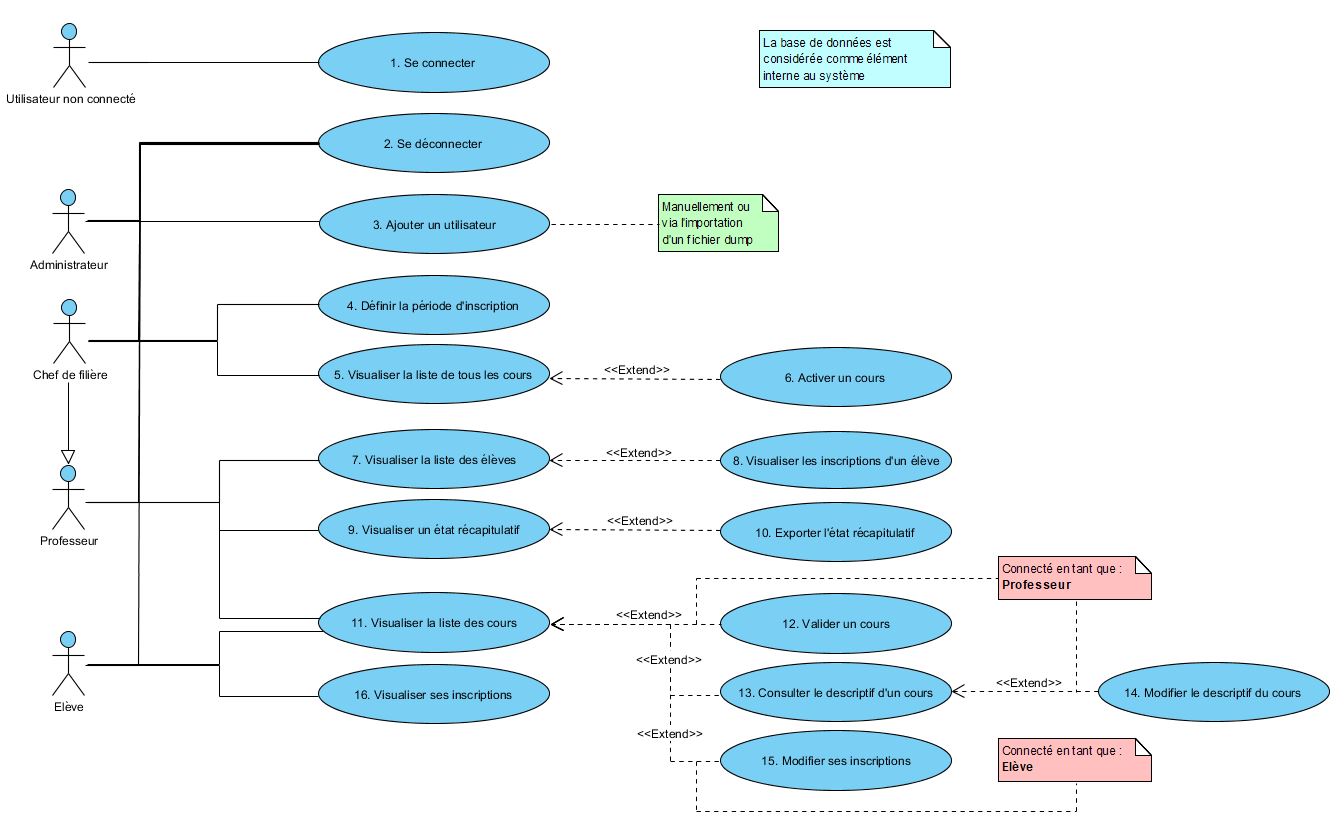 La base de données est
considérée comme élément
interne au système
1. Se connecter
Utilisateur non connecté
2. Se déconnecter
Manuellement ou
via l'importation
d'un fichier dump
3. Ajouter un utilisateur
Administrateur
4. Définir la période d'inscription
Chef de filière
5. Visualiser la liste de tous les cours
<<Extend>>
6. Activer un cours
7. Visualiser la liste des élèves
<<Extend>>
8. Visualiser les inscriptions d'un élève
Professeur
9. Visualiser un état récapitulatif
<<Extend>>
10. Exporter l'état récapitulatif
Connecté en tant que :
Professeur
11. Visualiser la liste des cours
<<Extend>>
12. Valider un cours
<<Extend>>
13. Consulter le descriptif d'un cours
<<Extend>>
14. Modifier le descriptif du cours
16. Visualiser ses inscriptions
Elève
<<Extend>>
15. Modifier ses inscriptions
Connecté en tant que :
Elève